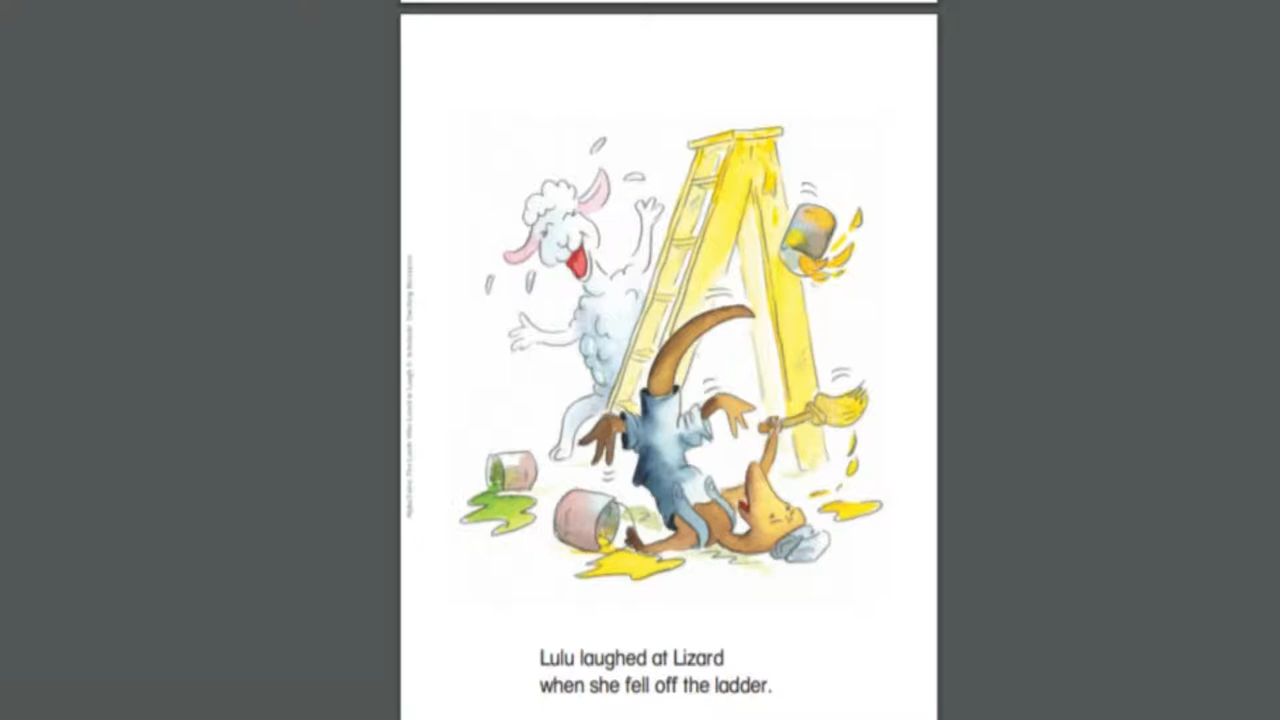 Lulu laughed at Lizard
when she fell off the ladder.